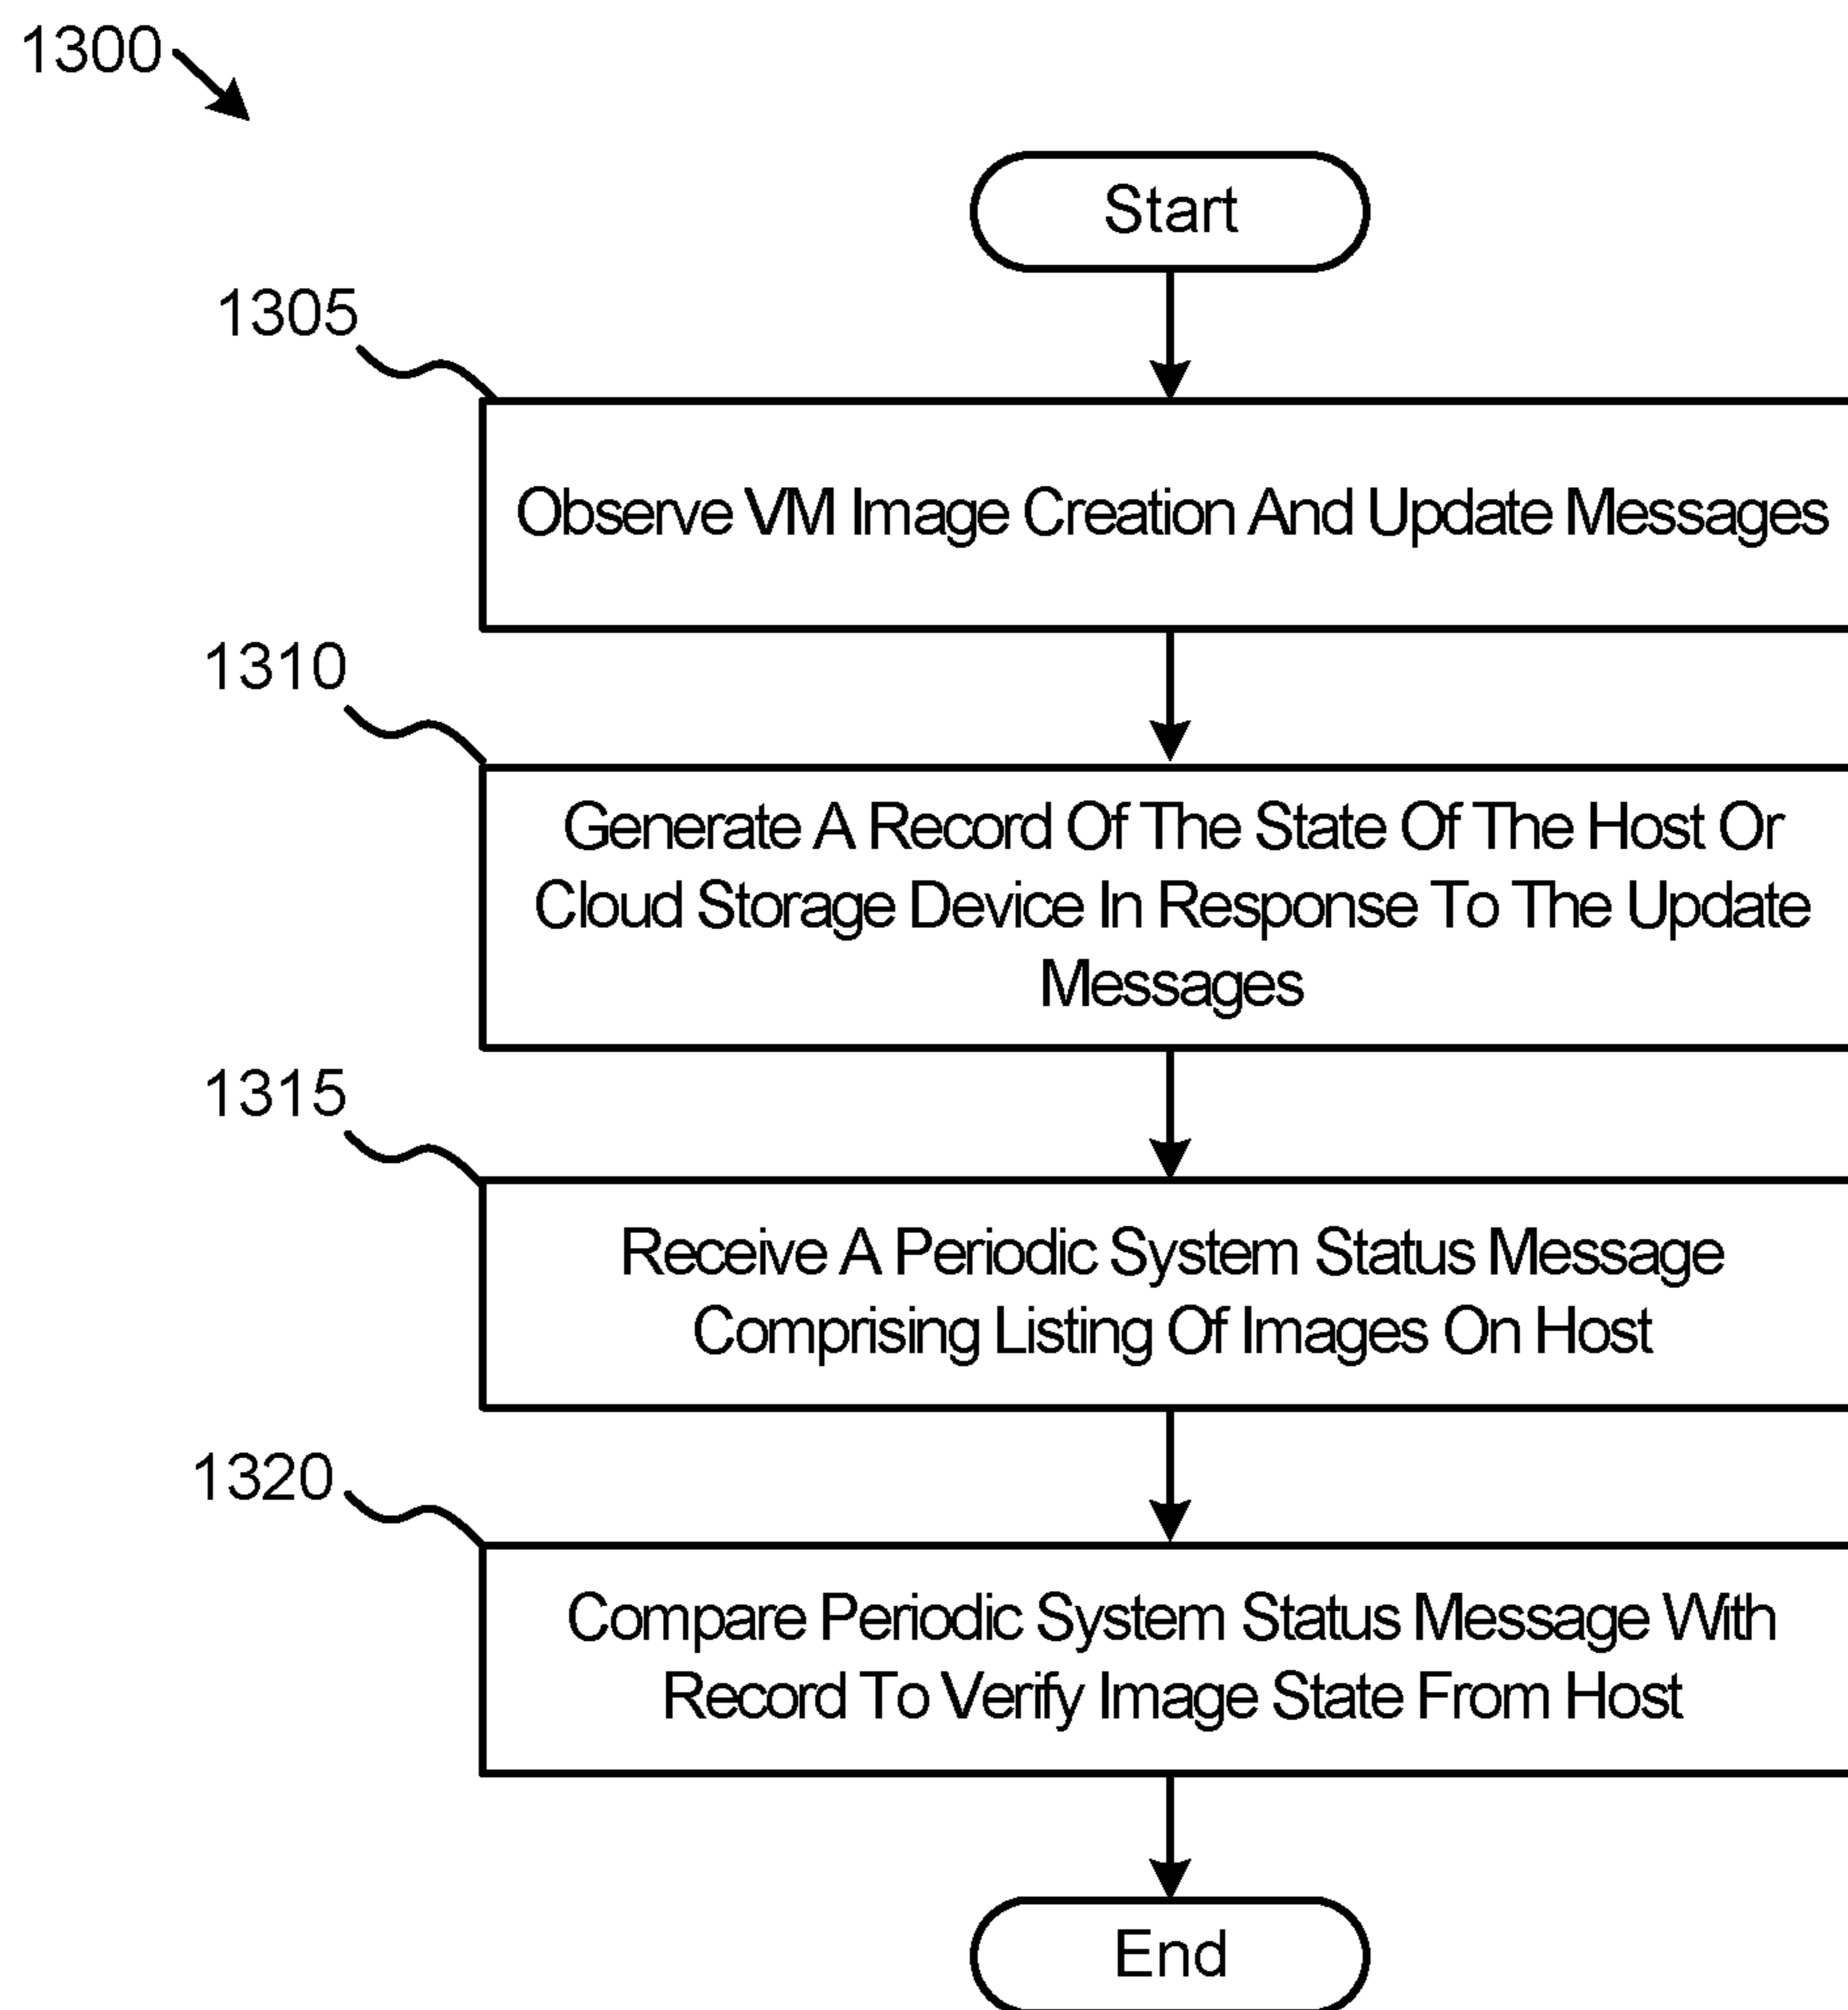 1300
Start
1305
Observe VM Image Creation And Update Messages
1310
Generate A Record Of The State Of The Host Or
Cloud Storage Device In Response To The Update
Messages
1315
Receive A Periodic System Status Message
Comprising Listing Of Images On Host
1320
Compare Periodic System Status Message With
Record To Verify Image State From Host
End